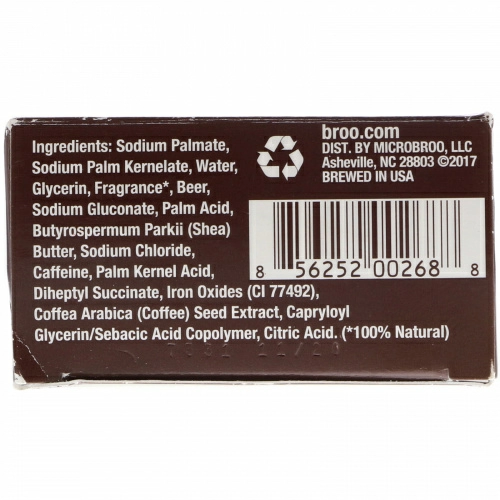 Ingredients: Sodium Palmate,
Sodium Palm Kernelate, Water,
Glycerin, Fragrance*, Beer,
Sodium Gluconate, Palm Acid,
Butyrospermum Parkii (Shea)
Butter, Sodium Chloride,
Caffeine, Palm Kernel Acid,
Diheptyl Succinate, Iron Oxides (CI 77492),
Coffea Arabica (Coffee) Seed Extract, Capryloyl
Glycerin/Sebacic Acid Copolymer, Citric Acid. (*100% Natural)
broo.com
DIST. BY MICROBROO, LLC
Asheville, NC 28803 ©2017
BREWED IN USA
8 56252 00268 8